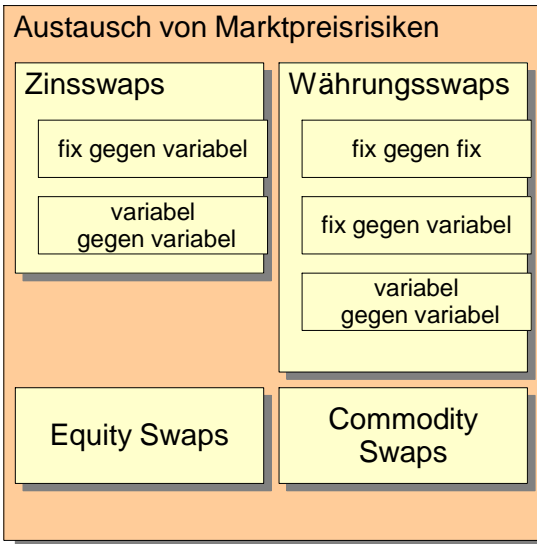 Austausch von Marktpreisrisiken
Zinsswaps
fix gegen variabel
variabel
gegen variabel
Währungsswaps
fix gegen fix
fix gegen variabel
variabel
gegen variabel
Equity Swaps
Commodity
Swaps